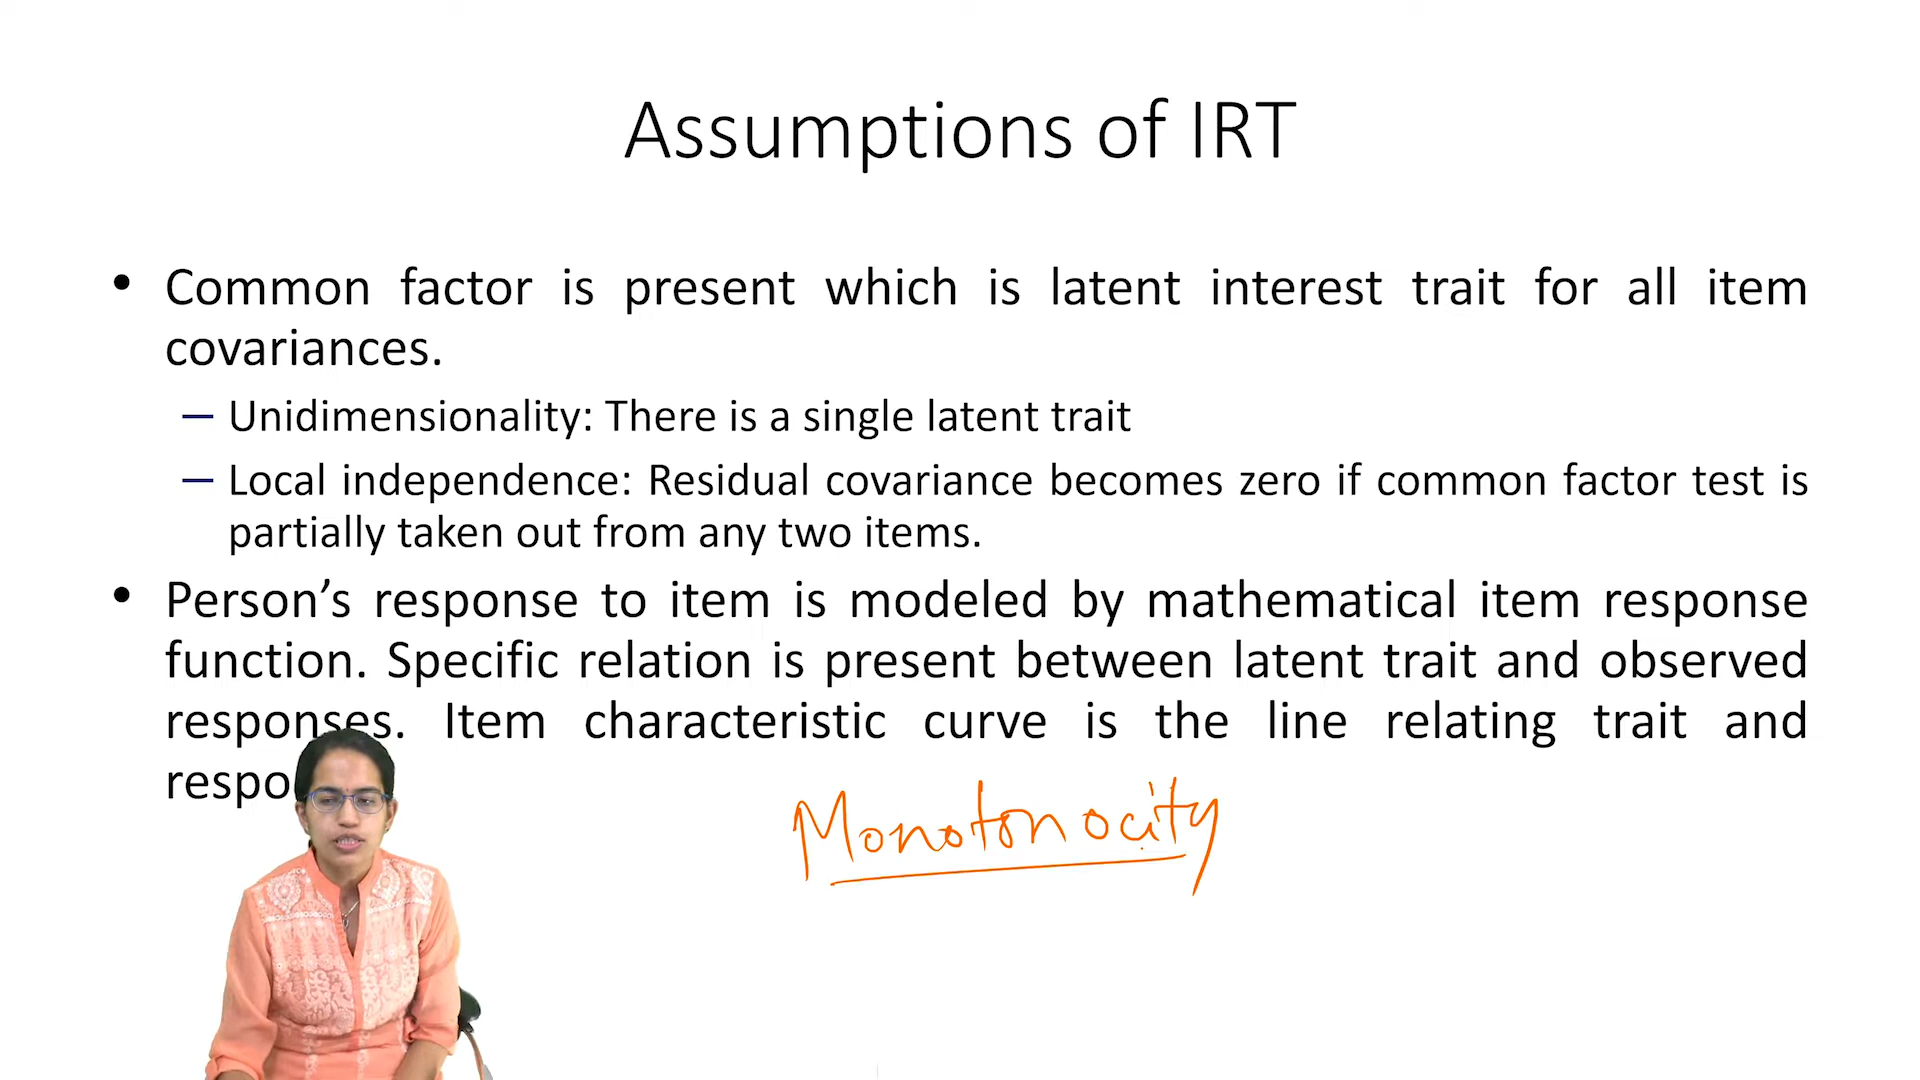 Assumptions of IRT
• Common factor is present which is latent interest trait for all item
covariances.
– Unidimensionality: There is a single latent trait
– Local independence: Residual covariance becomes zero if common factor test is
partially taken out from any two items.
• Person’s response to item is modeled by mathematical item response
function. Specific relation is present between latent trait and observed
responses. Item characteristic curve is the line relating trait and
Monotonocity